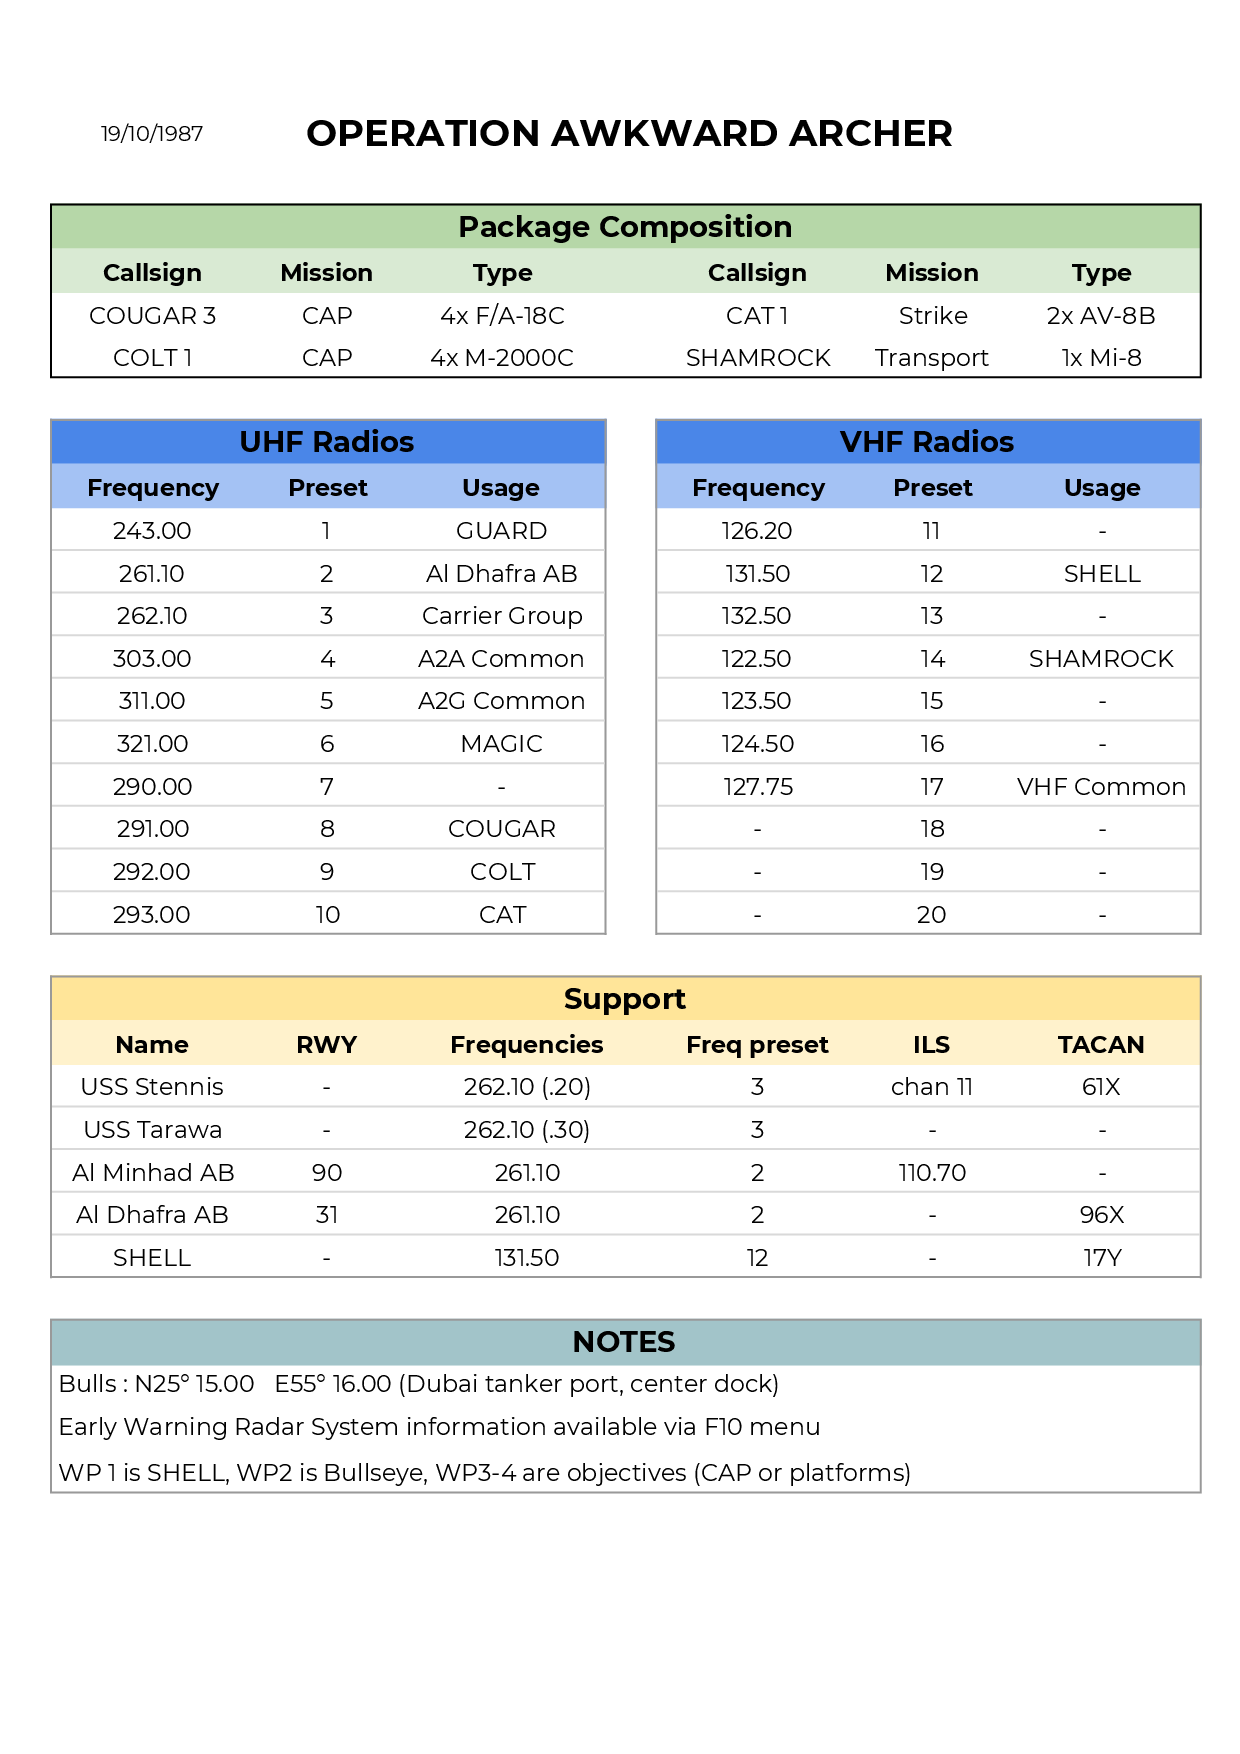 19/10/1987 OPERATION AWKWARD ARCHER
Package Composition
Callsign Mission Type Callsign Mission Type
COUGAR 3 CAP 4x F/A-18C CAT 1 Strike 2x AV-8B
COLT 1 CAP 4x M-2000C SHAMROCK Transport 1x Mi-8
UHF Radios
Frequency Preset Usage
243.00 1 GUARD
261.10 2 Al Dhafra AB
262.10 3 Carrier Group
303.00 4 A2A Common
311.00 5 A2G Common
321.00 6 MAGIC
290.00 7 -
291.00 8 COUGAR
292.00 9 COLT
293.00 10 CAT
VHF Radios
Frequency Preset Usage
126.20 11 -
131.50 12 SHELL
132.50 13 -
122.50 14 SHAMROCK
123.50 15 -
124.50 16 -
127.75 17 VHF Common
- 18 -
- 19 -
- 20 -
Support
Name RWY Frequencies Freq preset ILS TACAN
USS Stennis - 262.10 (.20) 3 chan 11 61X
USS Tarawa - 262.10 (.30) 3 - -
Al Minhad AB 90 261.10 2 110.70 -
Al Dhafra AB 31 261.10 2 - 96X
SHELL - 131.50 12 - 17Y
NOTES
Bulls : N25° 15.00 E55° 16.00 (Dubai tanker port, center dock)
Early Warning Radar System information available via F10 menu
WP 1 is SHELL, WP2 is Bullseye, WP3-4 are objectives (CAP or platforms)